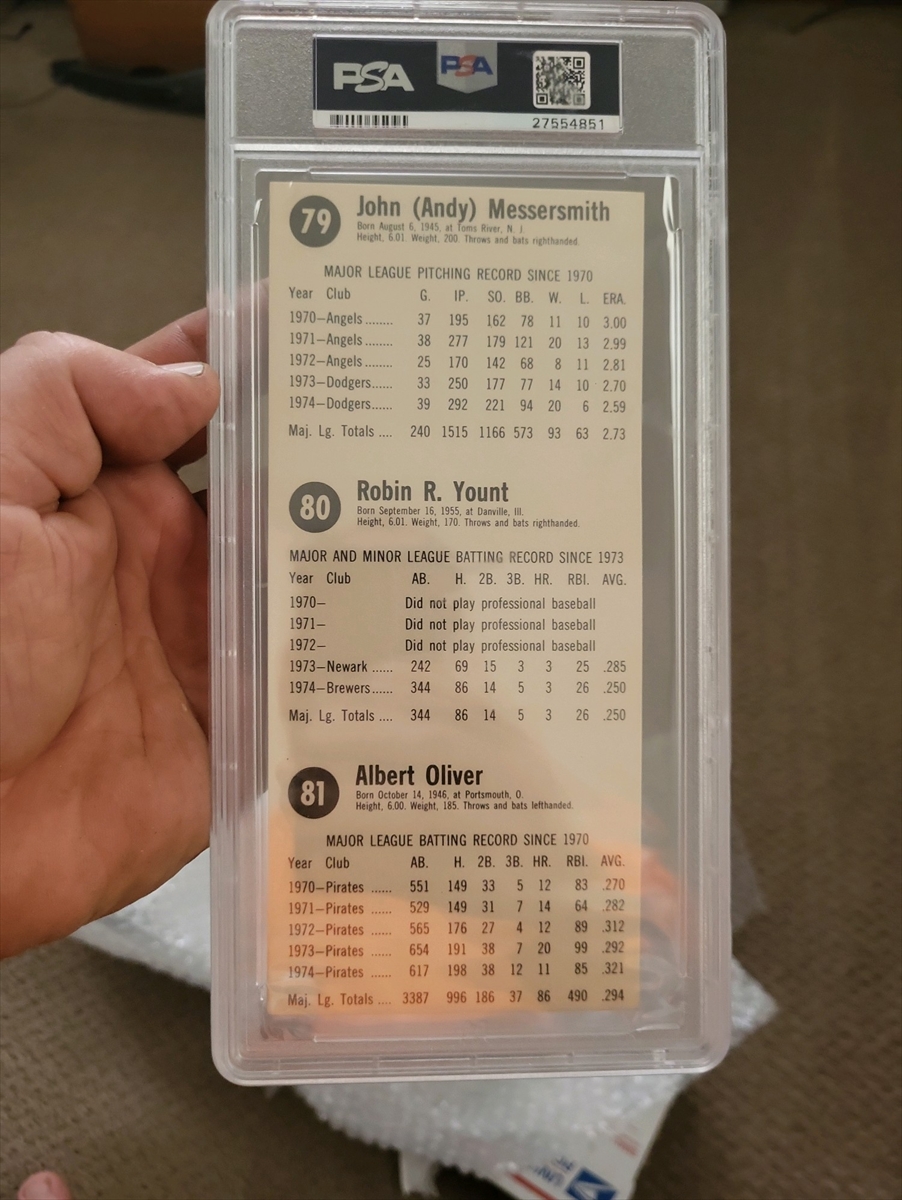 PSA PSA
27554851
79 John (Andy) Messersmith
Born August 6, 1945, at Toms River, N. J.
Height, 6.01. Weight, 200. Throws and bats righthanded.
MAJOR LEAGUE PITCHING RECORD SINCE 1970
Year Club G. IP. SO. BB. W. L. ERA.
1970—Angels ........ 37 195 162 78 11 10 3.00
1971—Angels ........ 38 277 179 121 20 13 2.99
1972—Angels ........ 25 170 142 68 8 11 2.81
1973—Dodgers...... 33 250 177 77 14 10 2.70
1974—Dodgers...... 39 292 221 94 20 6 2.59
Maj. Lg. Totals .... 240 1515 1166 573 93 63 2.73
80 Robin R. Yount
Born September 16, 1955, at Danville, Ill.
Height, 6.01. Weight, 170. Throws and bats righthanded.
MAJOR AND MINOR LEAGUE BATTING RECORD SINCE 1973
Year Club AB. H. 2B. 3B. HR. RBI. AVG.
1970— Did not play professional baseball
1971— Did not play professional baseball
1972— Did not play professional baseball
1973—Newark ...... 242 69 15 3 3 25 .285
1974—Brewers...... 344 86 14 5 3 26 .250
Maj. Lg. Totals .... 344 86 14 5 3 26 .250
81 Albert Oliver
Born October 14, 1946, at Portsmouth, O.
Height, 6.00. Weight, 185. Throws and bats lefthanded.
MAJOR LEAGUE BATTING RECORD SINCE 1970
Year Club AB. H. 2B. 3B. HR. RBI. AVG.
1970—Pirates ...... 551 149 33 5 12 83 .270
1971—Pirates ...... 529 149 31 7 14 64 .282
1972—Pirates ...... 565 176 27 4 12 89 .312
1973—Pirates ...... 654 191 38 7 20 99 .292
1974—Pirates ...... 617 198 38 12 11 85 .321
Maj. Lg. Totals .... 3387 996 186 37 86 490 .294